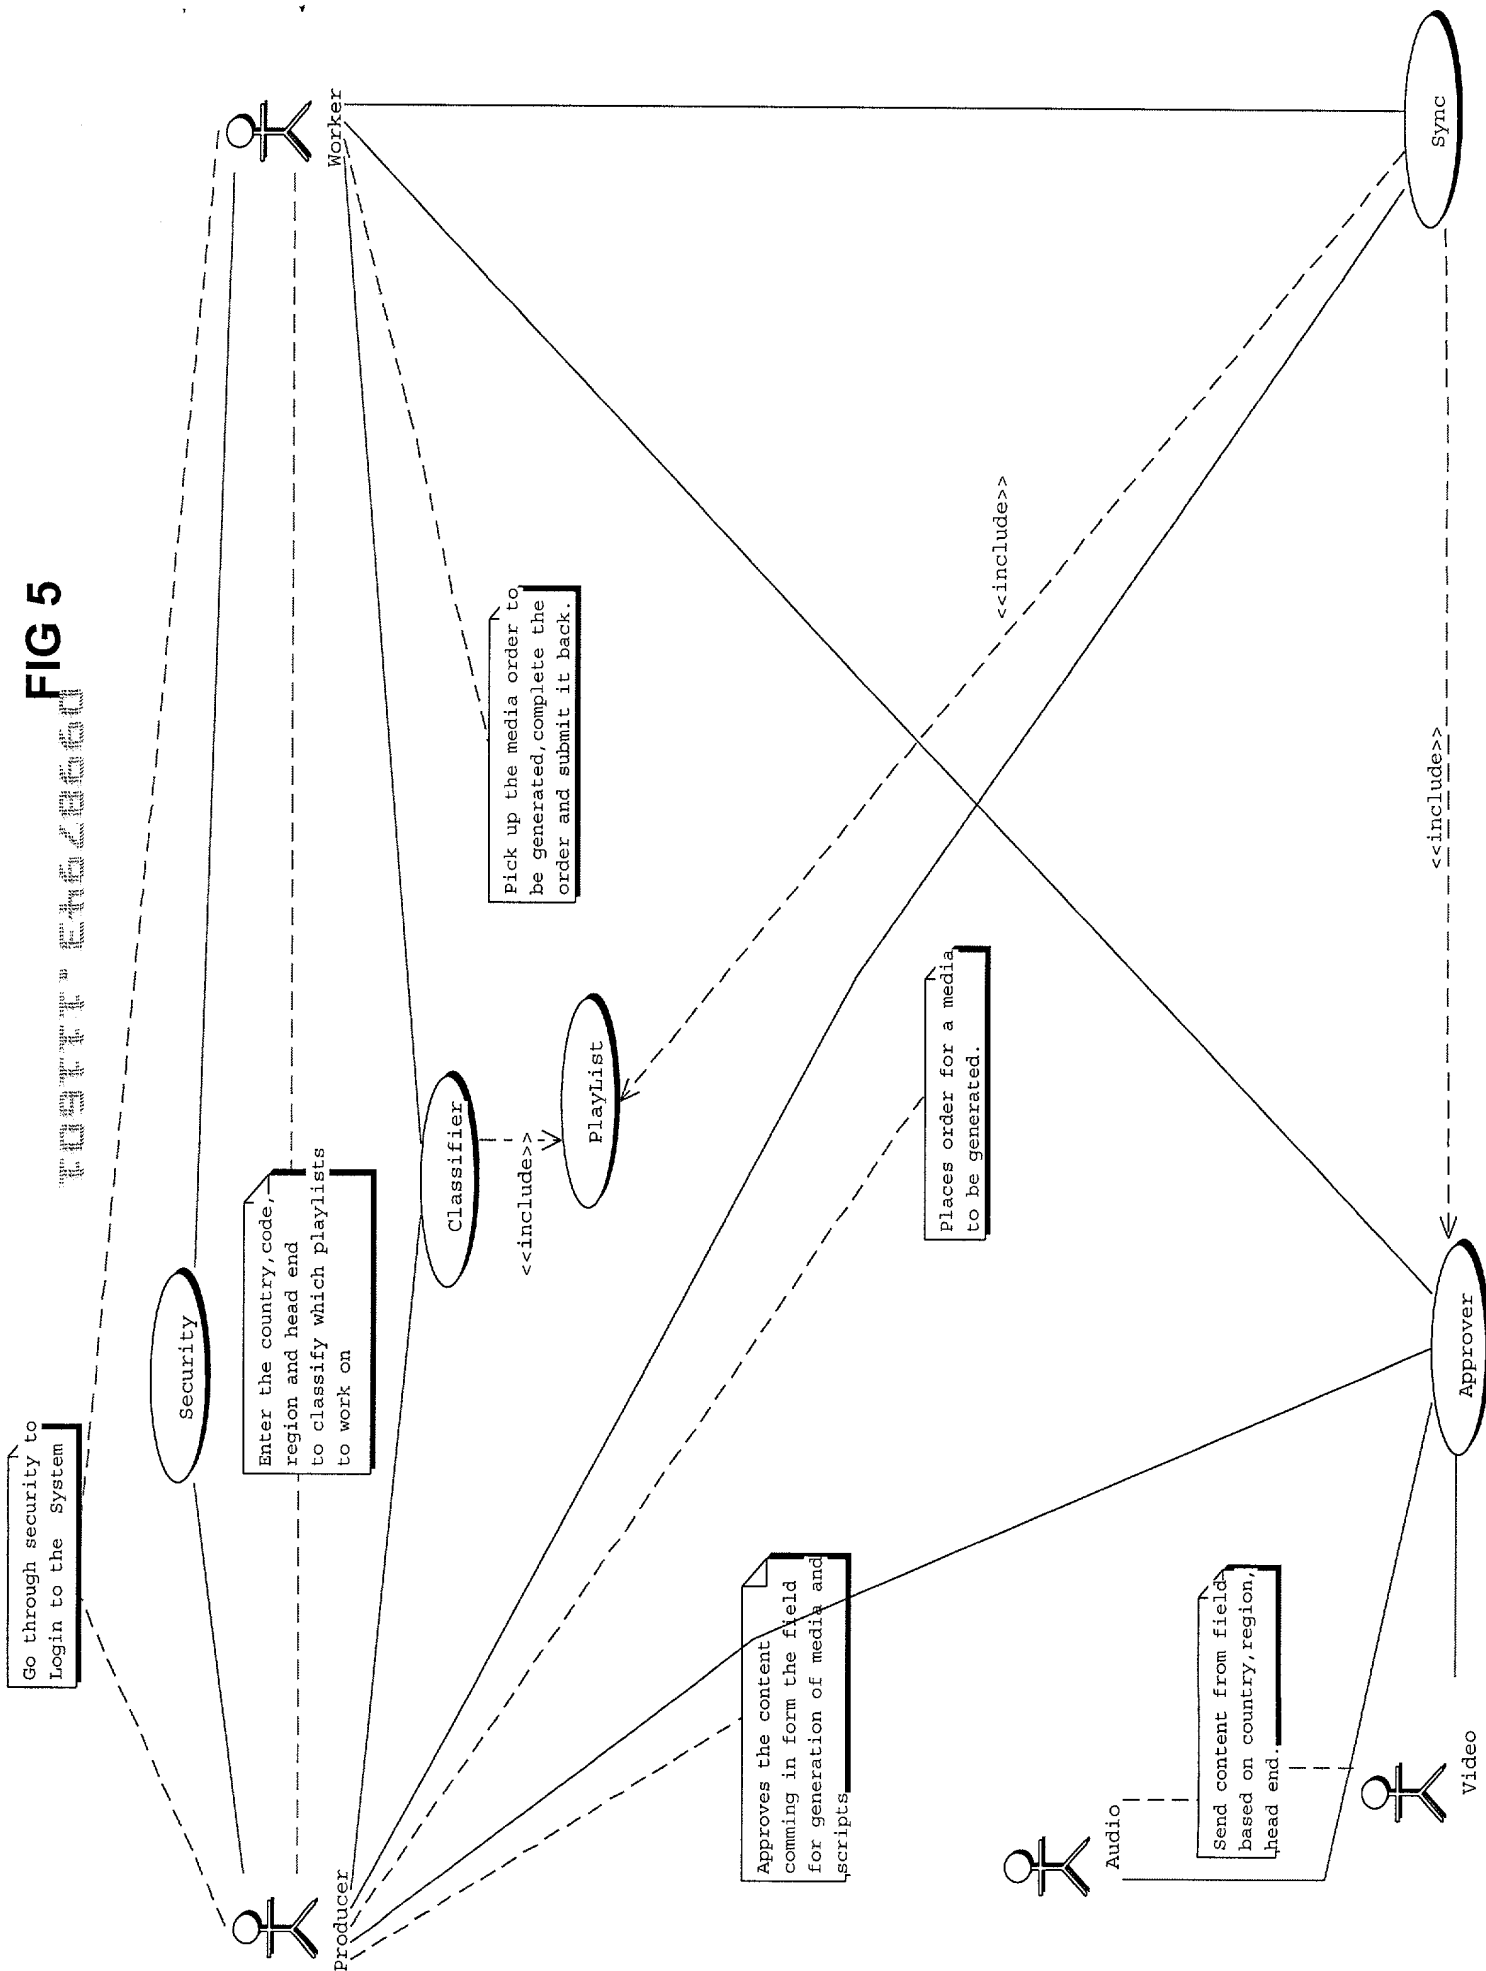 FIG 5
Go through security to
Login to the  System
Security
Worker
Producer
Enter the country,code,
region and head end
to classify which playlists
to work on
Classifier
<<include>>
PlayList
Pick up the media order to
be generated,complete the
order and submit it back.
Places order for a media
to be generated.
<<include>>
Approves the content
comming in form the field
for generation of media and
scripts
Audio
Send content from field
based on country,region,
head end.
Video
Approver
<<include>>
Sync